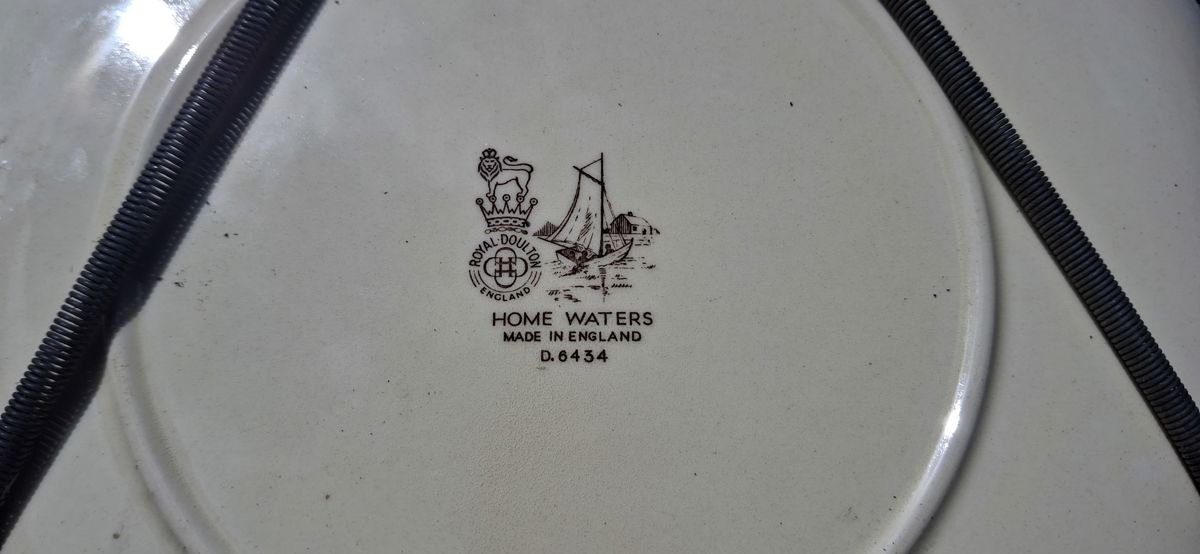 ROYAL·DOULTON
ENGLAND
HOME WATERS
MADE IN ENGLAND
D.6434